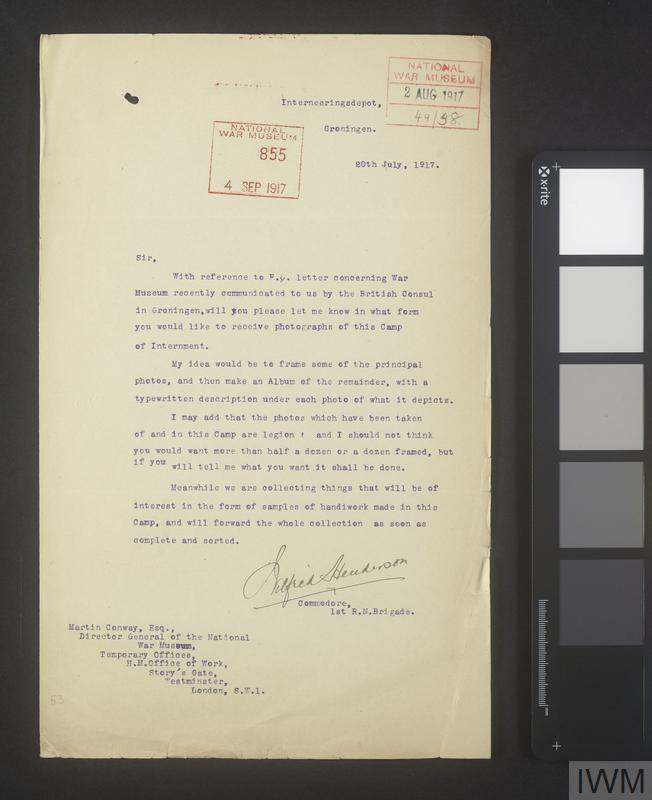 NATIONAL
WAR MUSEUM
2 AUG 1917
44/98
Interneeringsdepot,
Groningen.
NATIONAL
WAR MUSEUM
855
4 SEP 1917
20th July, 1917.
Sir,
With reference to F.O. letter concerning War
Museum recently communicated to us by the British Consul
in Groningen,will you please let me know in what form
you would like to receive photographs of this Camp
of Internment.
My idea would be to frame some of the principal
photos, and then make an Album of the remainder, with a
typewritten description under each photo of what it depicts.
I may add that the photos which have been taken
of and in this Camp are legion ! and I should not think
you would want more than half a dozen or a dozen framed, but
if you will tell me what you want it shall be done.
Meanwhile we are collecting things that will be of
interest in the form of samples of handiwork made in this
Camp, and will forward the whole collection as soon as
complete and sorted.
Wilfred Henderson
Commodore,
1st R.N.Brigade.
Martin Conway, Esq.,
Director General of the National
War Museum,
Temporary Offices,
H.M.Office of Work,
Story's Gate,
Westminster,
London, S.W.1.
53
x-rite
IWM